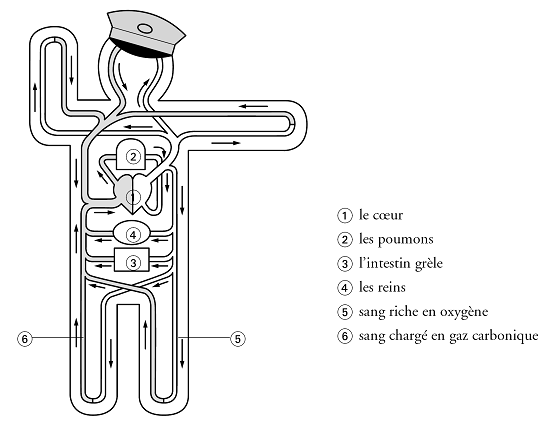 2
1
4
3
6
5
1 le cœur
2 les poumons
3 l'intestin grèle
4 les reins
5 sang riche en oxygène
6 sang chargé en gaz carbonique